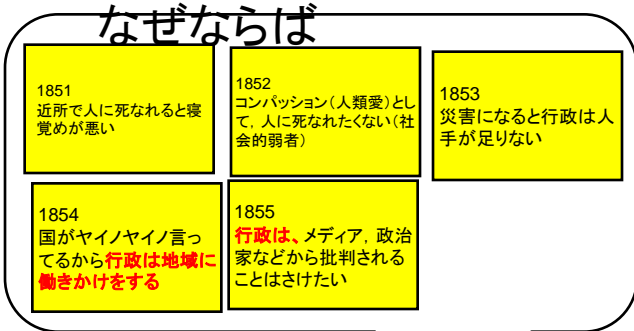 なぜならば
1851
近所で人に死なれると寝
覚めが悪い
1852
コンパッション（人類愛）とし
て，人に死なれたくない（社
会的弱者）
1853
災害になると行政は人
手が足りない
1854
国がヤイノヤイノ言っ
てるから行政は地域に
働きかけをする
1855
行政は、メディア，政治
家などから批判される
ことはさけたい